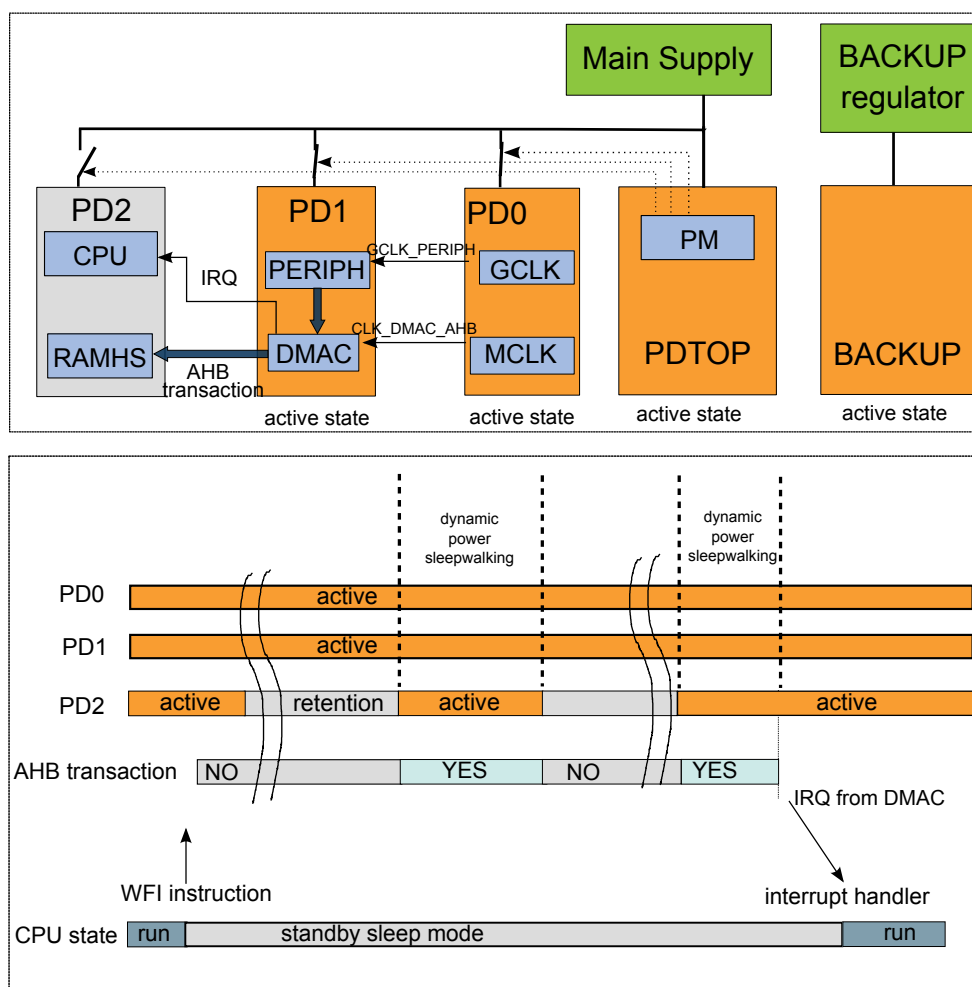 Main Supply
BACKUP
regulator
PD2
PD1
PD0
CPU
PERIPH
GCLK_PERIPH
GCLK
PM
IRQ
RAMHS
AHB
transaction
DMAC
CLK_DMAC_AHB
MCLK
PDTOP
BACKUP
active state
active state
active state
active state
dynamic
power
sleepwalking
dynamic
power
sleepwalking
PD0
active
PD1
active
PD2
active
retention
active
active
AHB transaction
NO
YES
NO
YES
IRQ from DMAC
WFI instruction
interrupt handler
CPU state
run
standby sleep mode
run